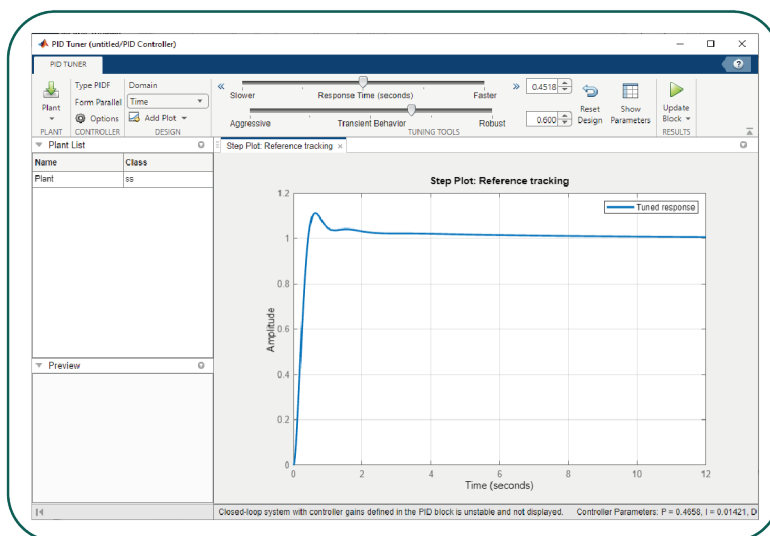 PID Tuner (untitled/PID Controller)
PID TUNER
Plant
PLANT
Type PIDF
Form Parallel
Options
CONTROLLER
Domain
Time
Add Plot
DESIGN
Slower
Response Time (seconds)
Faster
0.4518
Aggressive
Transient Behavior
Robust
0.600
TUNING TOOLS
Reset
Design
Show
Parameters
Update
Block
RESULTS
Plant List
Name Class
Plant ss
Preview
Step Plot: Reference tracking
Step Plot: Reference tracking
Tuned response
Amplitude
1.2
1
0.8
0.6
0.4
0.2
0
0 2 4 6 8 10 12
Time (seconds)
Closed-loop system with controller gains defined in the PID block is unstable and not displayed.
Controller Parameters: P = 0.4658, I = 0.01421, D